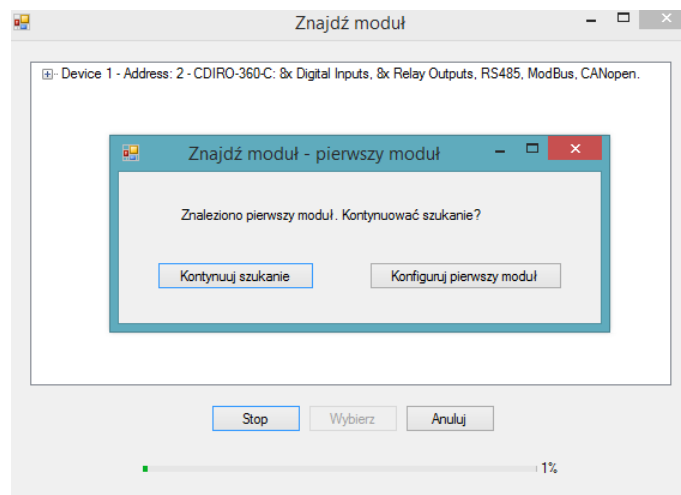 Znajdź moduł
Device 1 - Address: 2 - CDIRO-360-C: 8x Digital Inputs, 8x Relay Outputs, RS485, ModBus, CANopen.
Znajdź moduł - pierwszy moduł
Znaleziono pierwszy moduł. Kontynuować szukanie?
Kontynuuj szukanie Konfiguruj pierwszy moduł
Stop Wybierz Anuluj
1%